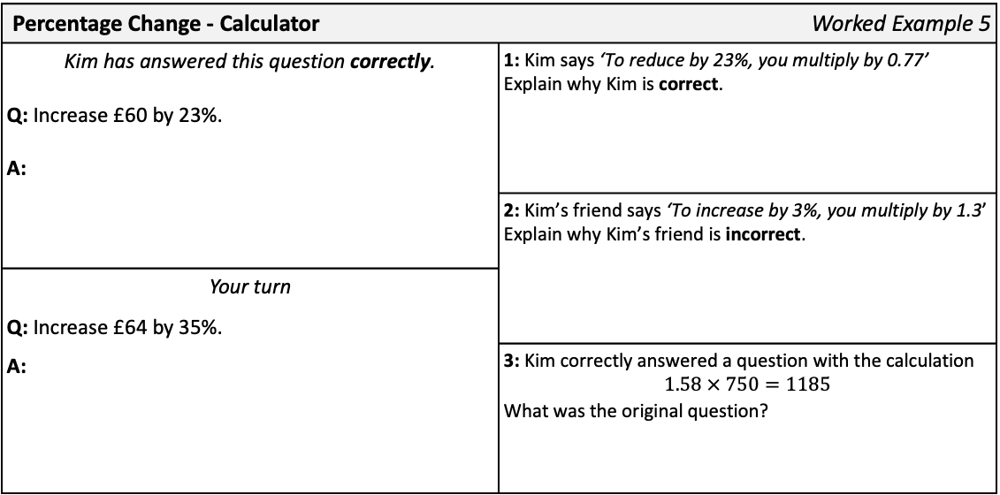 Percentage Change - Calculator
Worked Example 5
Kim has answered this question correctly.
Q: Increase £60 by 23%.
A:
Your turn
Q: Increase £64 by 35%.
A:
1: Kim says ‘To reduce by 23%, you multiply by 0.77’
Explain why Kim is correct.
2: Kim’s friend says ‘To increase by 3%, you multiply by 1.3’
Explain why Kim’s friend is incorrect.
3: Kim correctly answered a question with the calculation
1.58 × 750 = 1185
What was the original question?